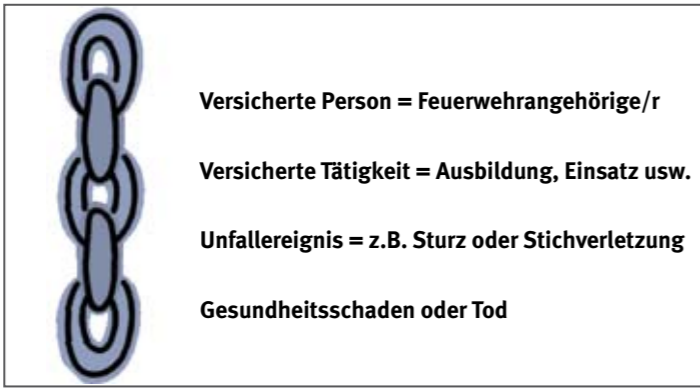 Versicherte Person = Feuerwehrangehörige/r
Versicherte Tätigkeit = Ausbildung, Einsatz usw.
Unfallereignis = z.B. Sturz oder Stichverletzung
Gesundheitsschaden oder Tod